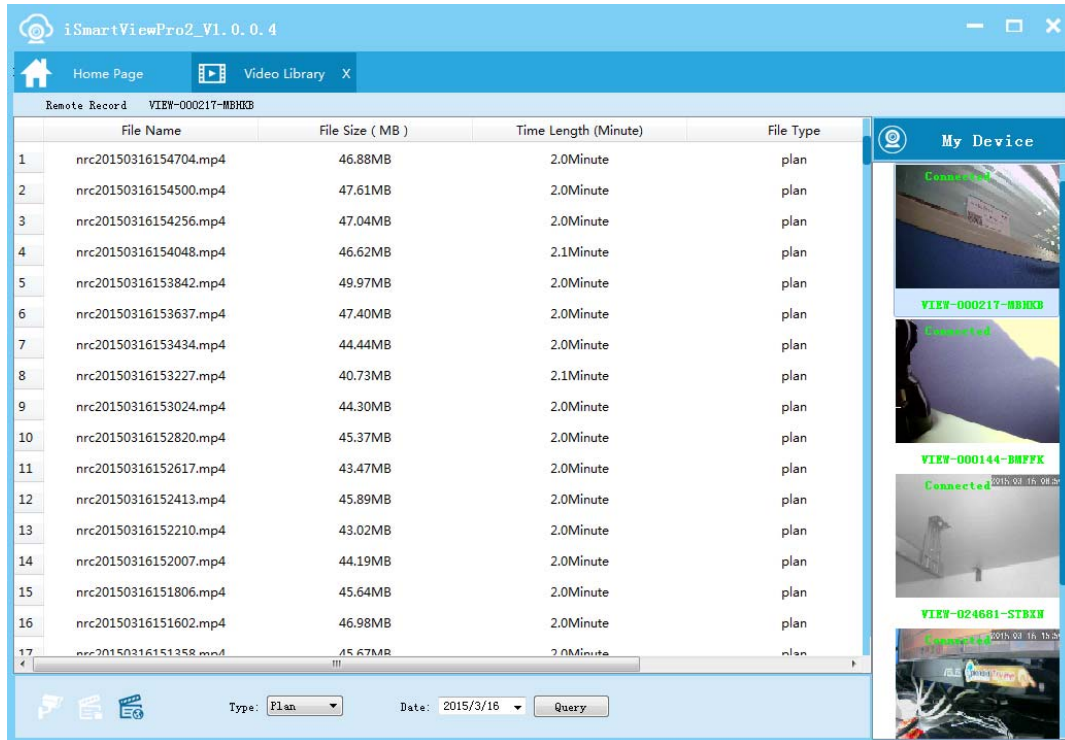 iSmartViewPro2_V1.0.0.4
Home Page Video Library X
Remote Record VIEW-000217-MBHKB
File Name File Size ( MB ) Time Length (Minute) File Type
1 nrc20150316154704.mp4 46.88MB 2.0Minute plan
2 nrc20150316154500.mp4 47.61MB 2.0Minute plan
3 nrc20150316154256.mp4 47.04MB 2.0Minute plan
4 nrc20150316154048.mp4 46.62MB 2.1Minute plan
5 nrc20150316153842.mp4 49.97MB 2.0Minute plan
6 nrc20150316153637.mp4 47.40MB 2.0Minute plan
7 nrc20150316153434.mp4 44.44MB 2.0Minute plan
8 nrc20150316153227.mp4 40.73MB 2.1Minute plan
9 nrc20150316153024.mp4 44.30MB 2.0Minute plan
10 nrc20150316152820.mp4 45.37MB 2.0Minute plan
11 nrc20150316152617.mp4 43.47MB 2.0Minute plan
12 nrc20150316152413.mp4 45.89MB 2.0Minute plan
13 nrc20150316152210.mp4 43.02MB 2.0Minute plan
14 nrc20150316152007.mp4 44.19MB 2.0Minute plan
15 nrc20150316151806.mp4 45.64MB 2.0Minute plan
16 nrc20150316151602.mp4 46.98MB 2.0Minute plan
17 nrc20150316151358.mp4 45.67MB 2.0Minute plan
Type: Plan Date: 2015/3/16 Query
My Device
Connected
VIEW-000217-MBHKB
Connected
VIEW-000144-BMFFK
Connected
VIEW-024681-STBXN
Connected